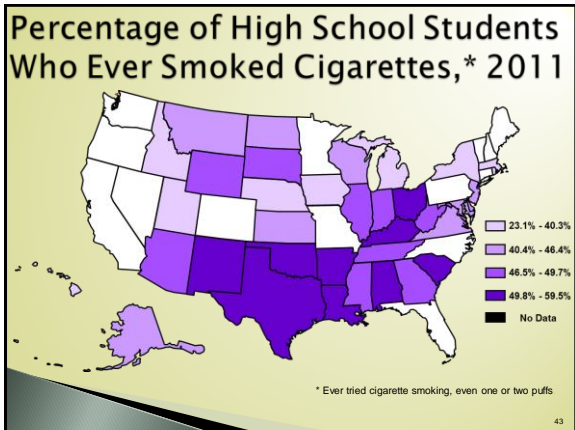 Percentage of High School Students
Who Ever Smoked Cigarettes,* 2011
23.1% - 40.3%
40.4% - 46.4%
46.5% - 49.7%
49.8% - 59.5%
No Data
* Ever tried cigarette smoking, even one or two puffs
43